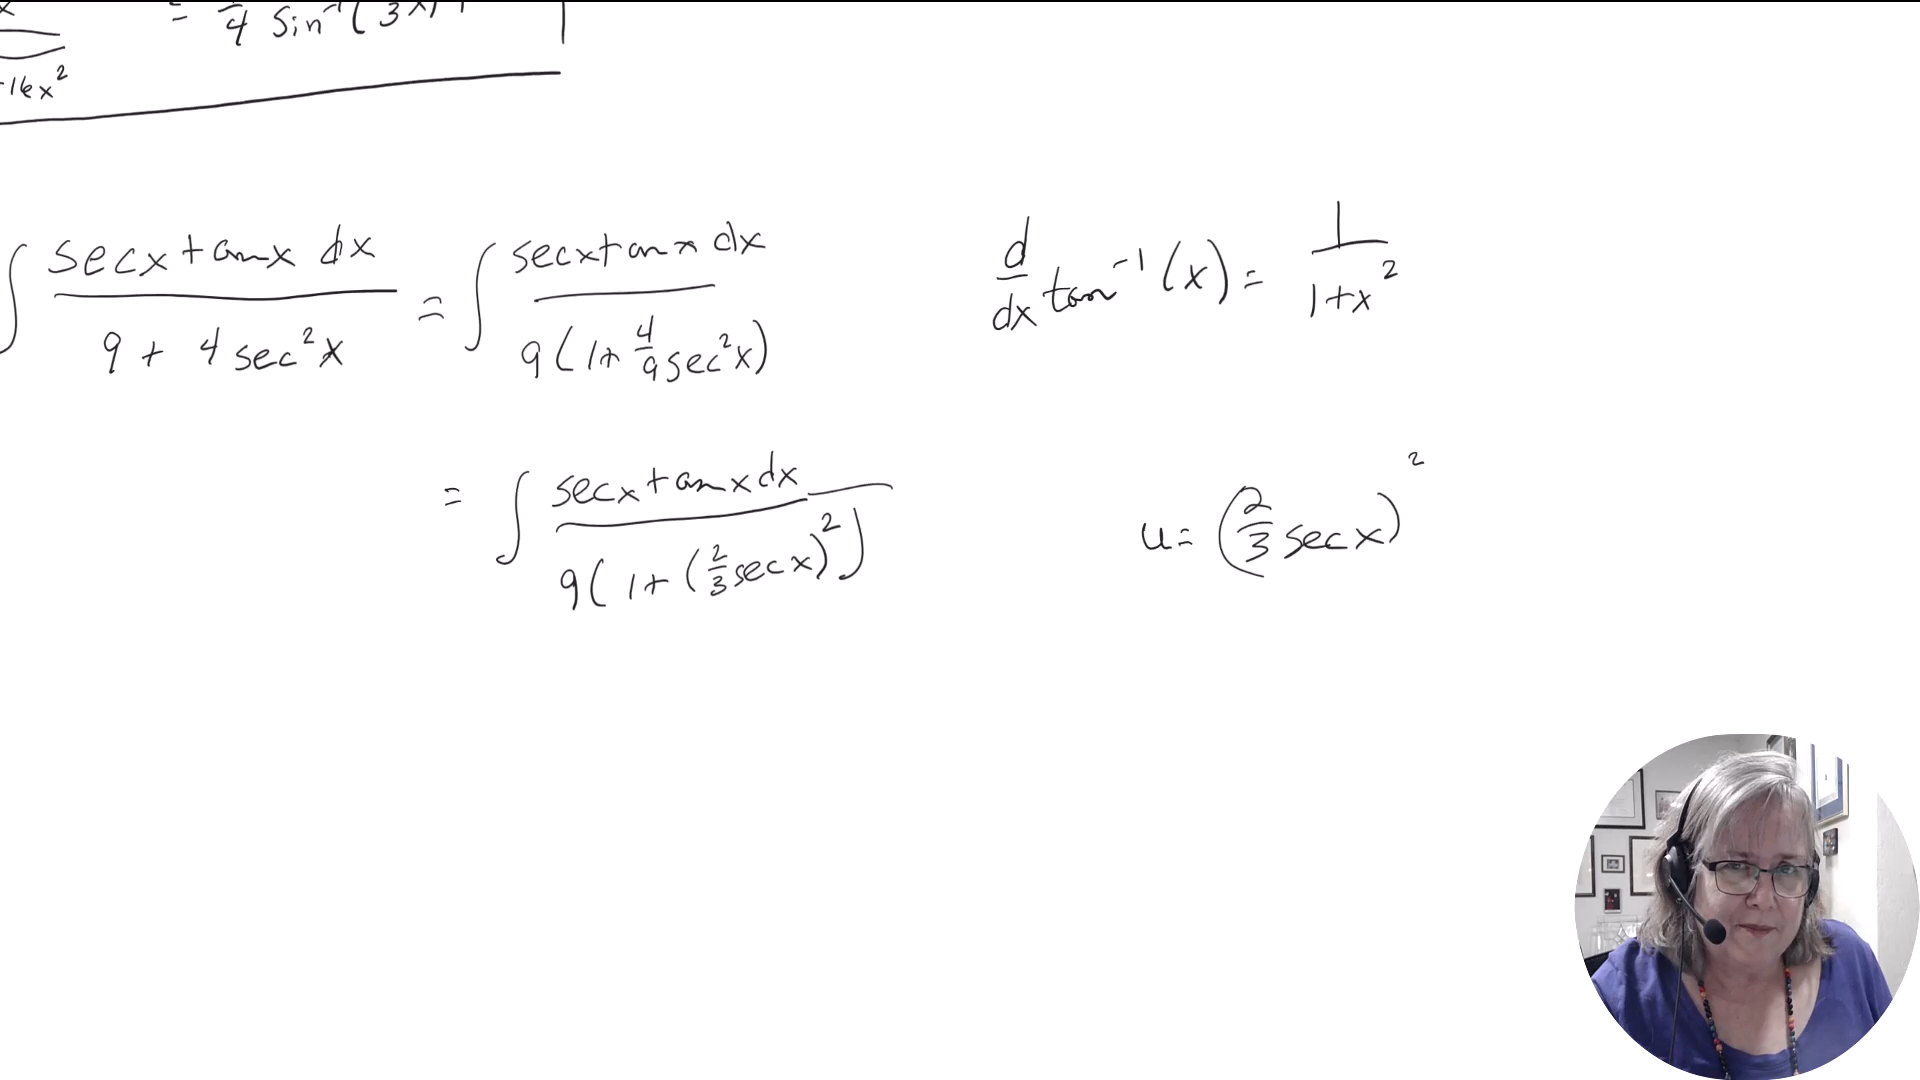 = /4 sin⁻¹(3x)
-16x²
∫ secx tanx dx / 9 + 4 sec²x = ∫ secx tanx dx / 9(1 + 4/9 sec²x)
d/dx tan⁻¹(x) = 1/1+x²
= ∫ secx tanx dx / 9(1 + (2/3 secx)²)
u = (2/3 secx)²